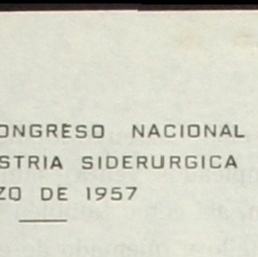 ONGRESO NACIONAL
STRIA SIDERURGICA
ZO DE 1957